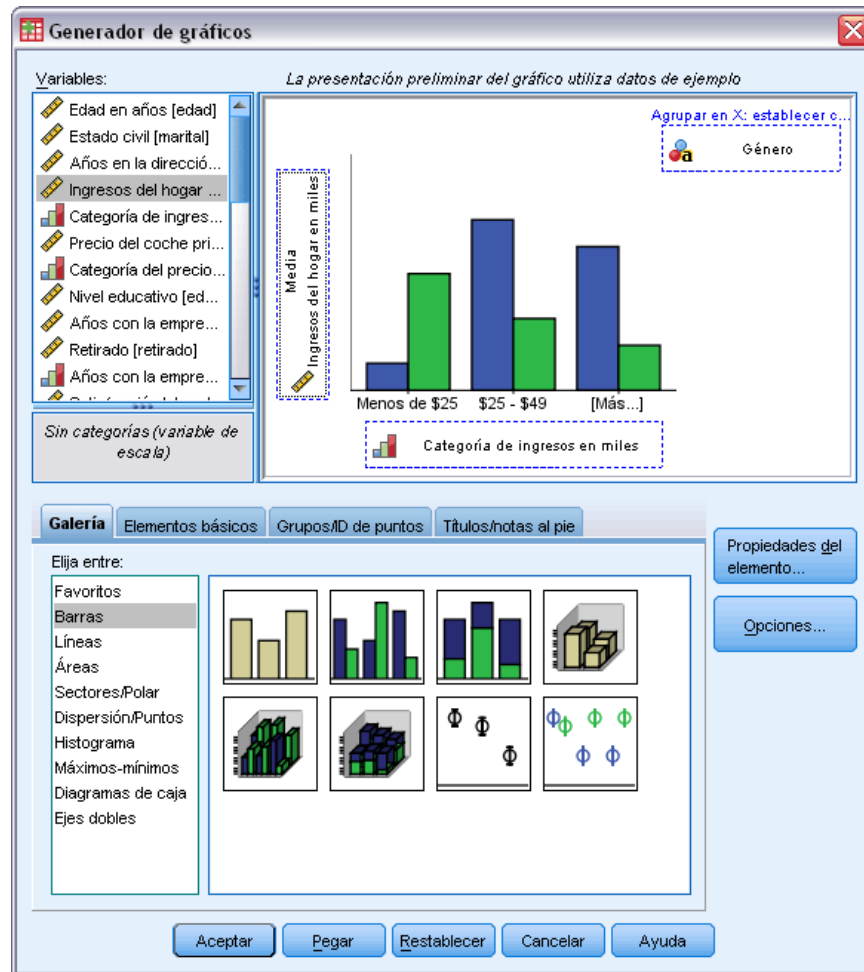 Generador de gráficos
Variables:
La presentación preliminar del gráfico utiliza datos de ejemplo
Edad en años [edad]
Estado civil [marital]
Años en la direcció...
Ingresos del hogar ...
Categoría de ingres...
Precio del coche pri...
Categoría del precio...
Nivel educativo [ed...
Años con la empre...
Retirado [retirado]
Años con la empre...
Sin categorías (variable de
escala)
Agrupar en X: establecer c...
Género
Media
Ingresos del hogar en miles
Menos de $25
$25 - $49
[Más...]
Categoría de ingresos en miles
Galería
Elementos básicos
Grupos/ID de puntos
Títulos/notas al pie
Elija entre:
Favoritos
Barras
Líneas
Áreas
Sectores/Polar
Dispersión/Puntos
Histograma
Máximos-mínimos
Diagramas de caja
Ejes dobles
Propiedades del
elemento...
Opciones...
Aceptar
Pegar
Restablecer
Cancelar
Ayuda